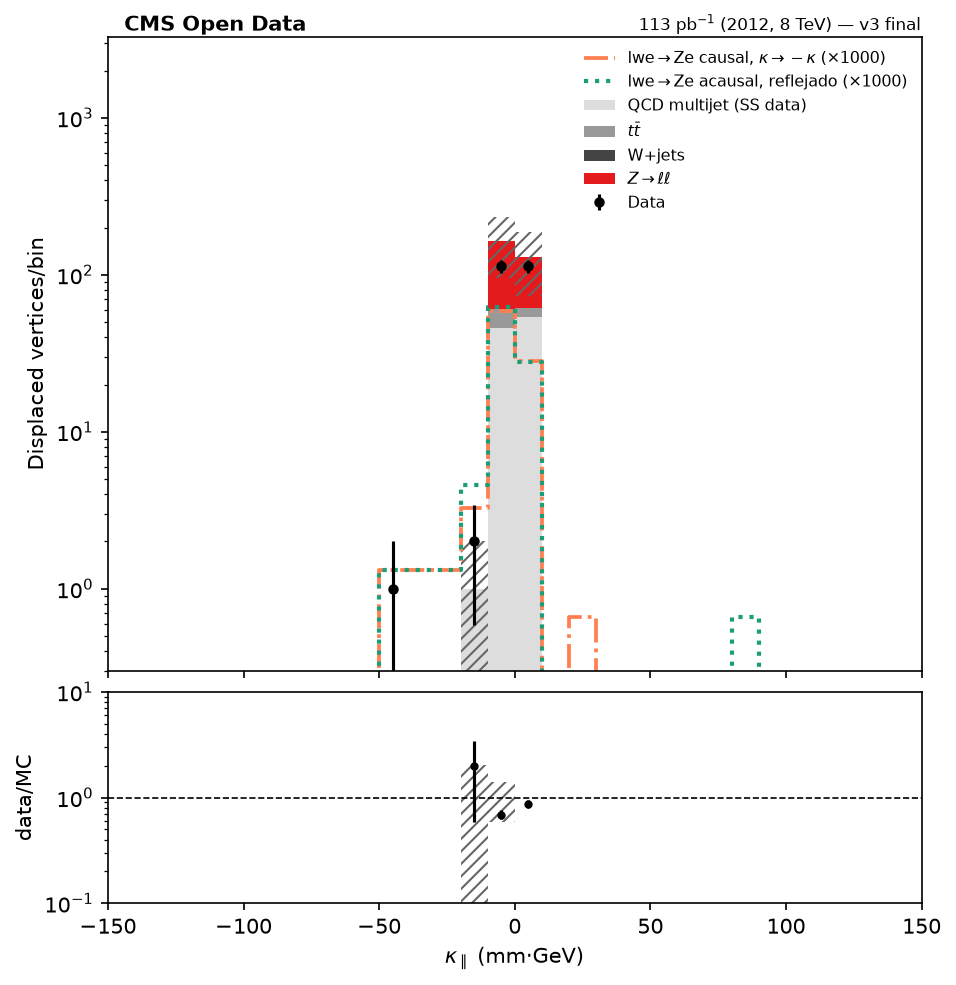 CMS Open Data
113 pb⁻¹ (2012, 8 TeV) — v3 final
lwe→Ze causal, κ→ −κ (×1000)
lwe→Ze acausal, reflejado (×1000)
QCD multijet (SS data)
tt̄
W+jets
Z→ℓℓ
Data
Displaced vertices/bin
10³
10²
10¹
10⁰
data/MC
10¹
10⁰
10⁻¹
−150 −100 −50 0 50 100 150
κ∥ (mm·GeV)